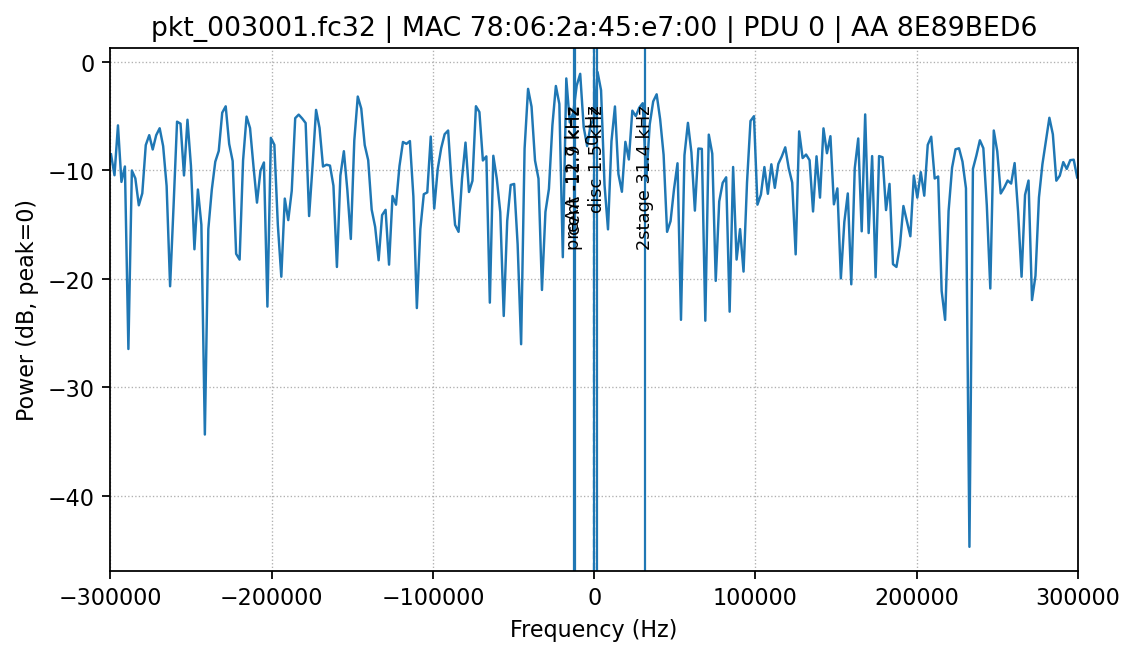 pkt_003001.fc32 | MAC 78:06:2a:45:e7:00 | PDU 0 | AA 8E89BED6
Power (dB, peak=0)
0
−10
−20
−30
−40
disc 1.5 kHz
2stage 31.4 kHz
−300000
−200000
−100000
0
100000
200000
300000
Frequency (Hz)